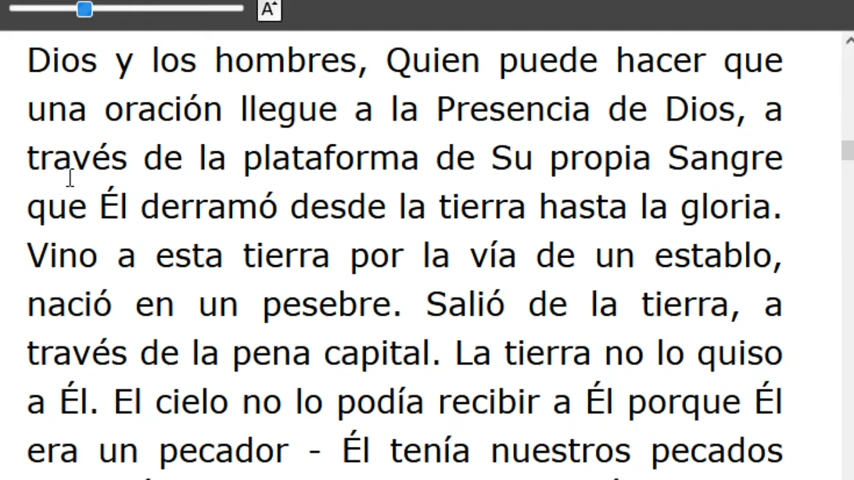 A
Dios y los hombres, Quien puede hacer que
una oración llegue a la Presencia de Dios, a
través de la plataforma de Su propia Sangre
que Él derramó desde la tierra hasta la gloria.
Vino a esta tierra por la vía de un establo,
nació en un pesebre. Salió de la tierra, a
través de la pena capital. La tierra no lo quiso
a Él. El cielo no lo podía recibir a Él porque Él
era un pecador - Él tenía nuestros pecados